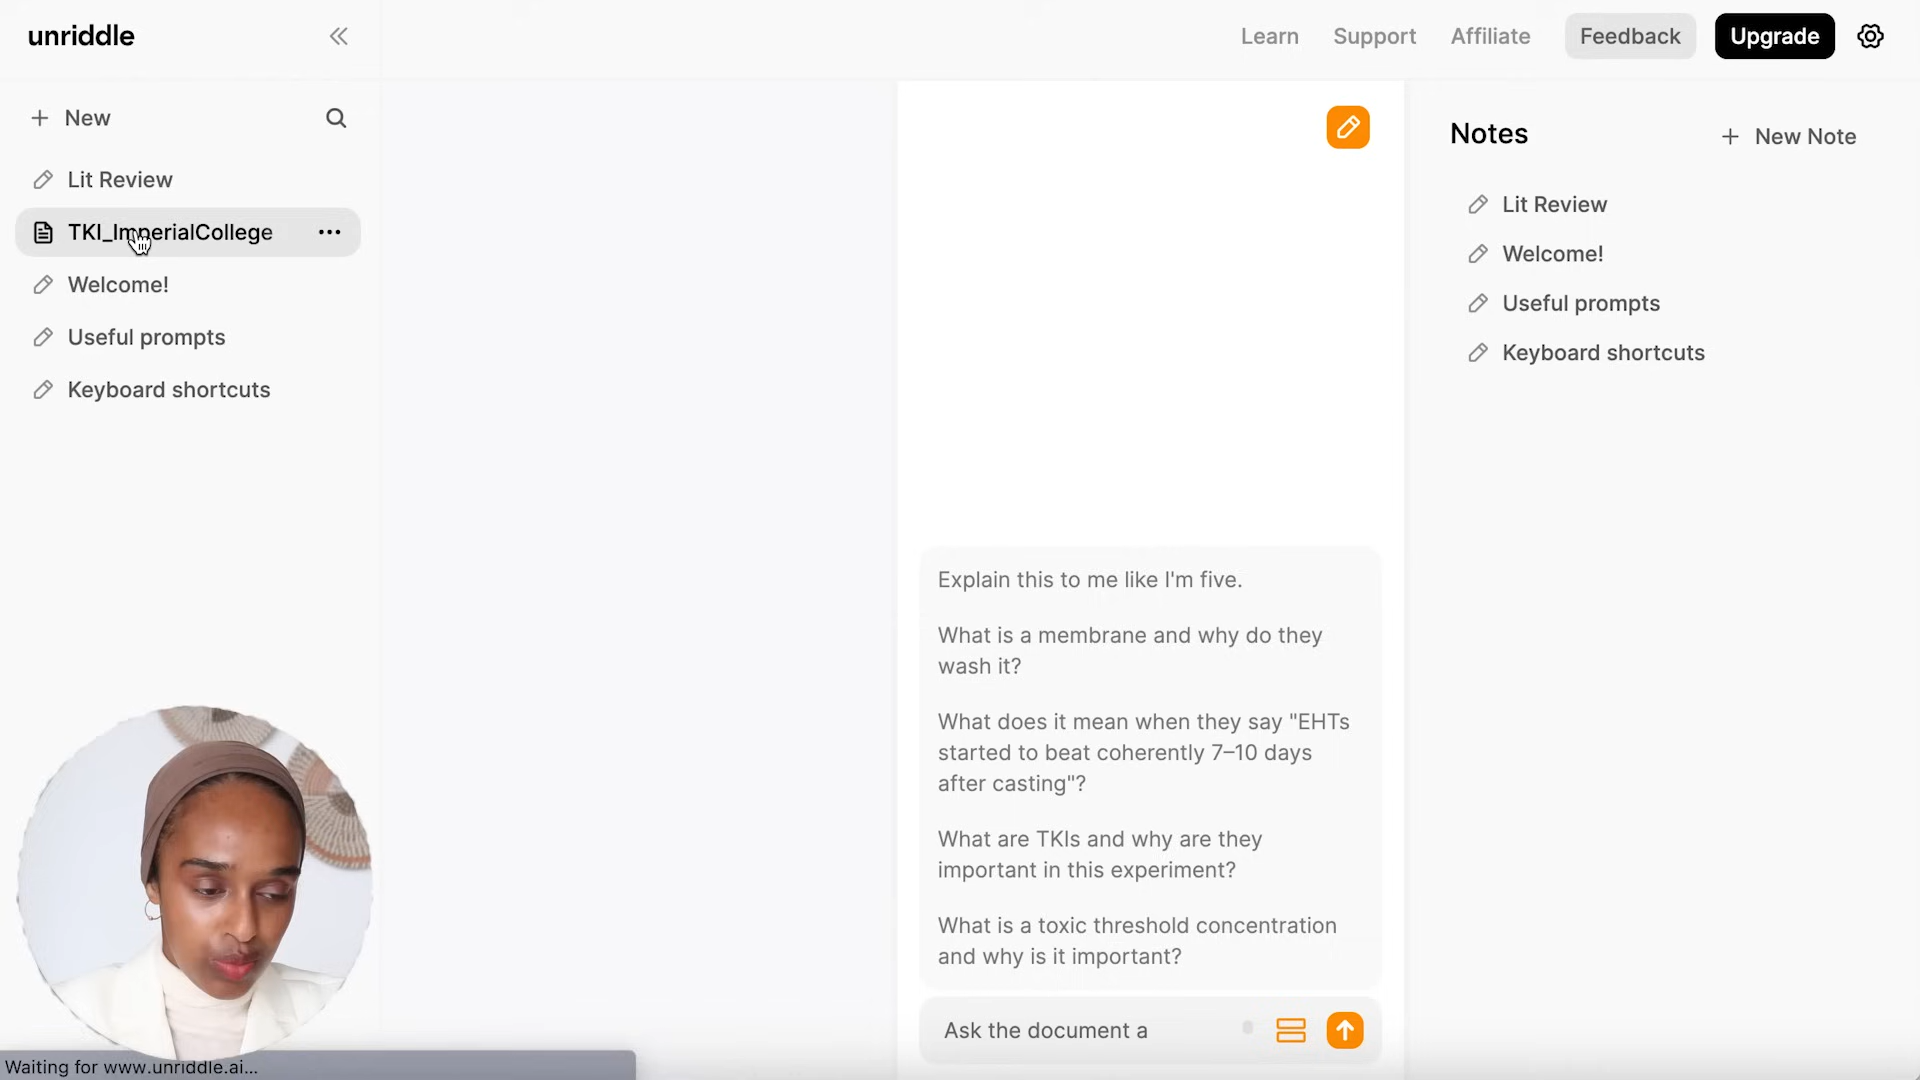 unriddle
Learn
Support
Affiliate
Feedback
Upgrade
New
Lit Review
TKI_ImperialCollege
Welcome!
Useful prompts
Keyboard shortcuts
Explain this to me like I'm five.
What is a membrane and why do they
wash it?
What does it mean when they say "EHTs
started to beat coherently 7–10 days
after casting"?
What are TKIs and why are they
important in this experiment?
What is a toxic threshold concentration
and why is it important?
Ask the document a
Notes
New Note
Lit Review
Welcome!
Useful prompts
Keyboard shortcuts
Waiting for www.unriddle.ai...